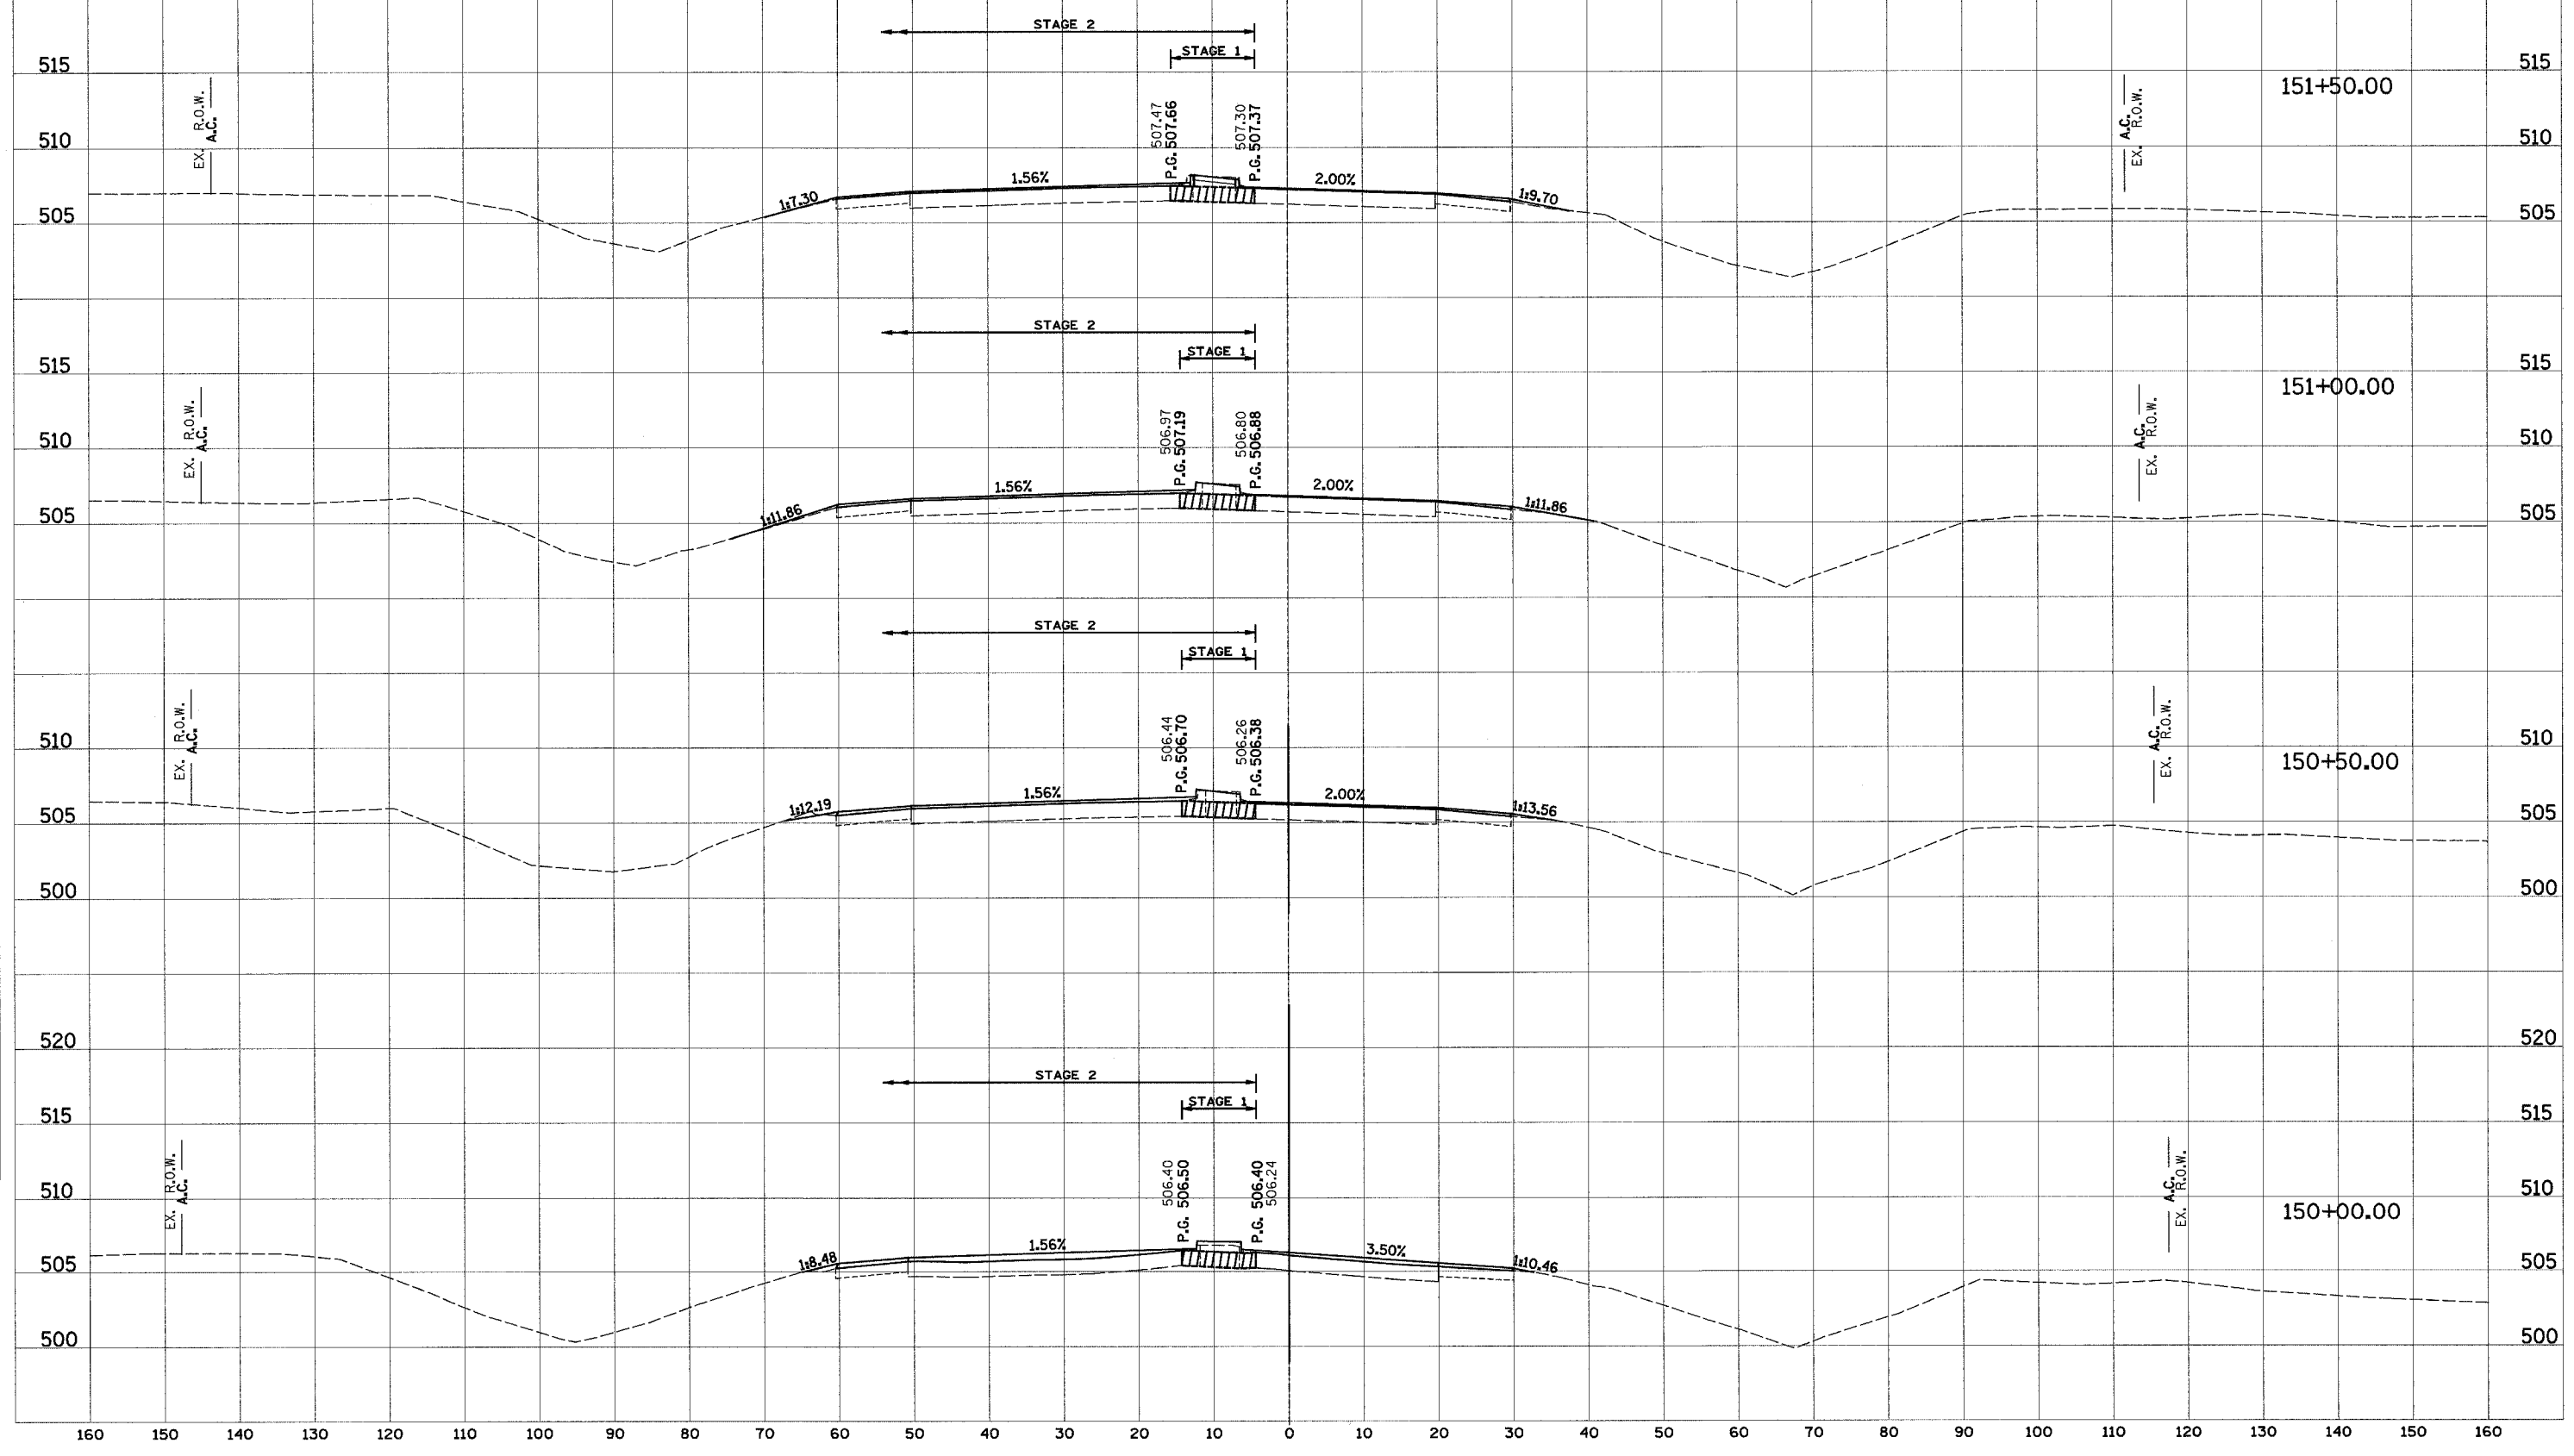 STAGE 2
STAGE 1
515 515
151+50.00
EX. R.O.W.
A.C.
507.47
P.G. 507.66
507.30
P.G. 507.37
A.C.
EX. R.O.W.
510 510
1:7.30 1.56% 2.00% 1:9.70
505 505
STAGE 2
STAGE 1
515 515
151+00.00
EX. R.O.W.
A.C.
506.97
P.G. 507.19
506.80
P.G. 506.88
A.C.
EX. R.O.W.
510 510
1:11.86 1.56% 2.00% 1:11.86
505 505
STAGE 2
STAGE 1
EX. R.O.W.
A.C.
506.44
P.G. 506.70
506.26
P.G. 506.38
A.C.
EX. R.O.W.
510 510
150+50.00
1:12.19 1.56% 2.00% 1:13.56
505 505
500 500
520 520
STAGE 2
STAGE 1
515 515
EX. R.O.W.
A.C.
506.40
P.G. 506.50
P.G. 506.40
506.24
A.C.
EX. R.O.W.
510 510
150+00.00
1:8.48 1.56% 3.50% 1:10.46
505 505
500 500
160 150 140 130 120 110 100 90 80 70 60 50 40 30 20 10 0 10 20 30 40 50 60 70 80 90 100 110 120 130 140 150 160